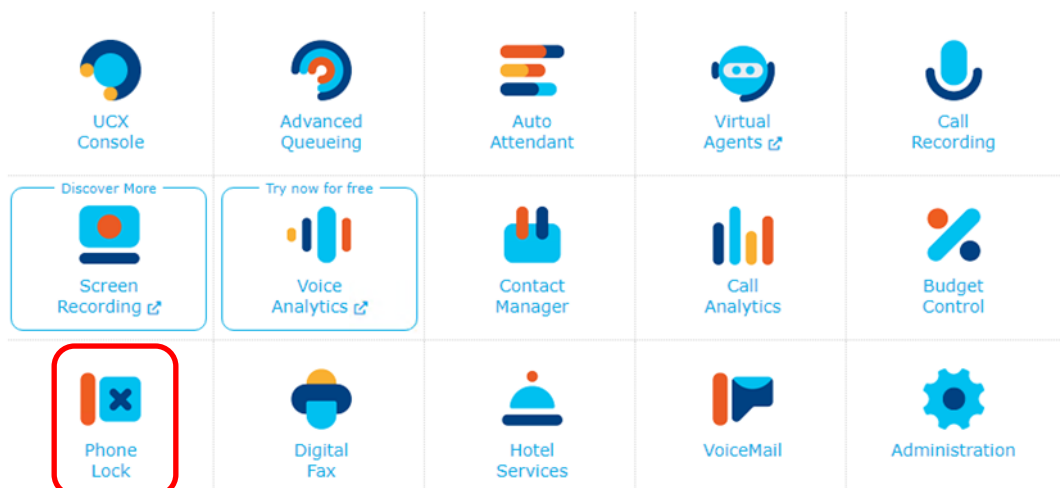 UCX
Console
Advanced
Queueing
Auto
Attendant
Virtual
Agents
Call
Recording
Discover More
Screen
Recording
Try now for free
Voice
Analytics
Contact
Manager
Call
Analytics
Budget
Control
Phone
Lock
Digital
Fax
Hotel
Services
VoiceMail
Administration